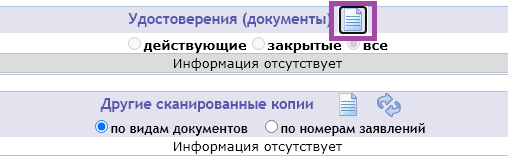 Удостоверения (документы)
действующие закрытые все
Информация отсутствует
Другие сканированные копии
по видам документов по номерам заявлений
Информация отсутствует